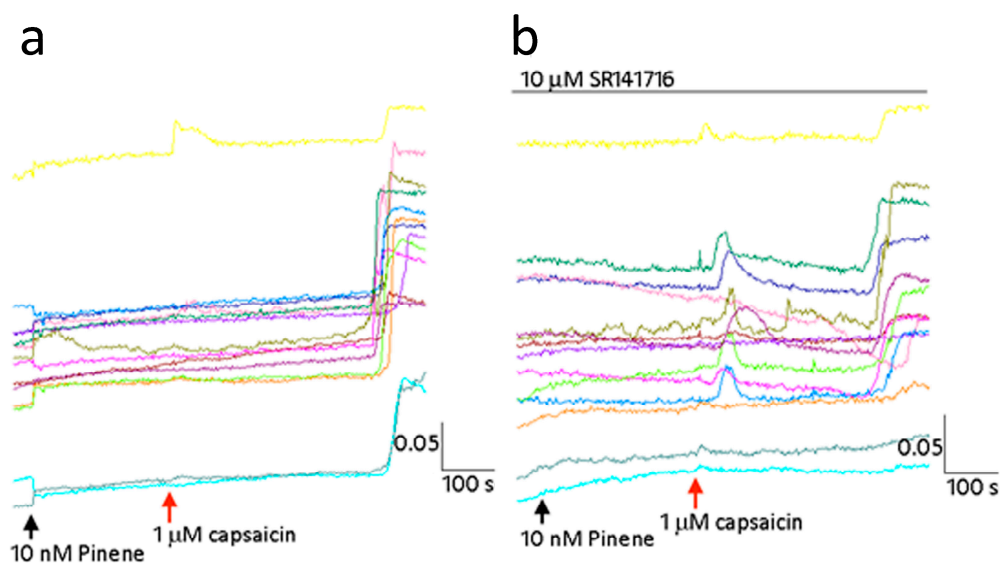 a
b
10 µM SR141716
0.05
100 s
1 µM capsaicin
10 nM Pinene
0.05
100 s
1 µM capsaicin
10 nM Pinene